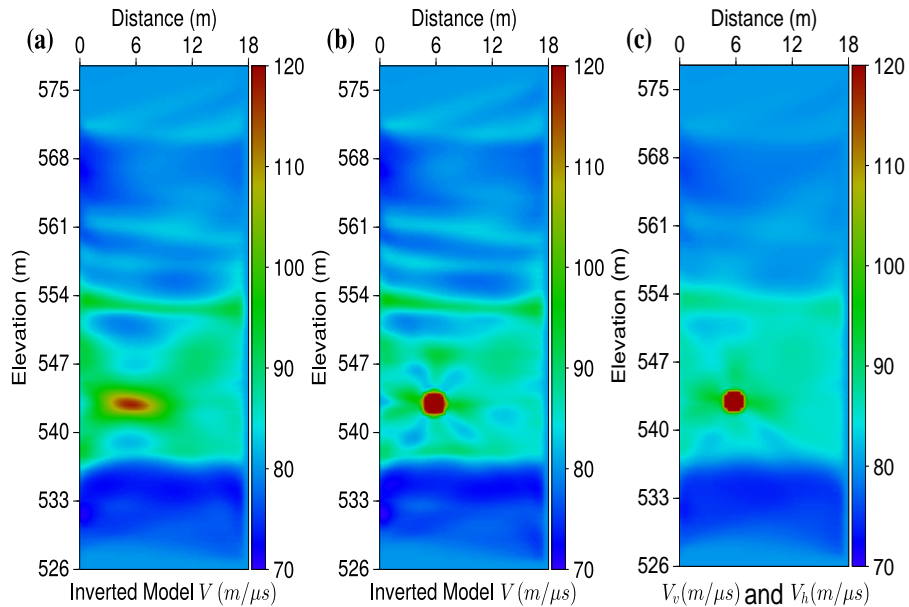 Distance (m)
Distance (m)
Distance (m)
(a)
0 6 12 18
120
(b)
0 6 12 18
120
(c)
0 6 12 18
120
575
568
561
554
547
540
533
526
Elevation (m)
110
100
90
80
70
575
568
561
554
547
540
533
526
Elevation (m)
110
100
90
80
70
575
568
561
554
547
540
533
526
Elevation (m)
110
100
90
80
70
Inverted Model V (m/μs)
Inverted Model V (m/μs)
Vᵥ(m/μs) and Vₕ(m/μs)